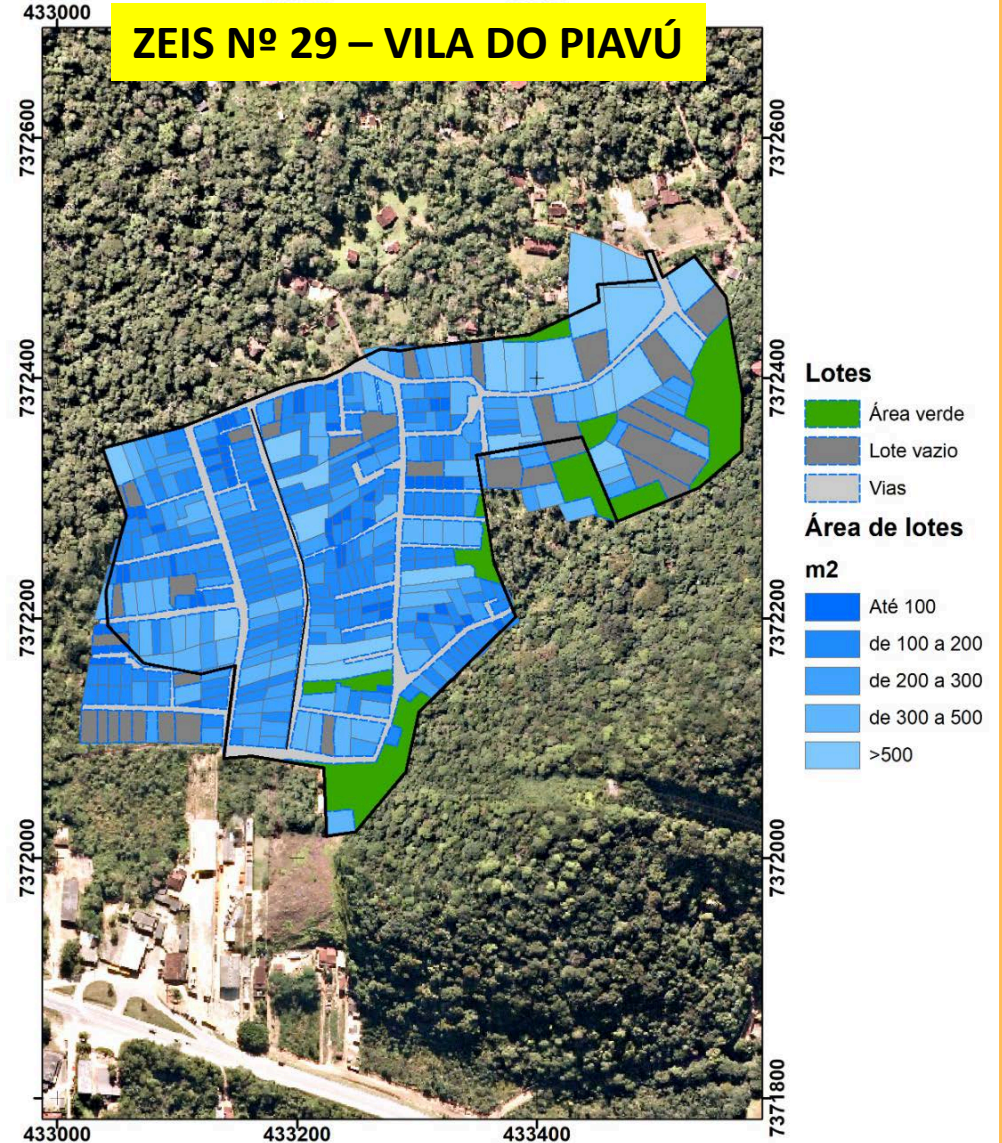 433000
ZEIS Nº 29 – VILA DO PIAVÚ
7372600
7372600
7372400
7372400
Lotes
Área verde
Lote vazio
Vias
Área de lotes
m2
Até 100
de 100 a 200
de 200 a 300
de 300 a 500
>500
7372200
7372200
7372000
7372000
7371800
433000
433200
433400